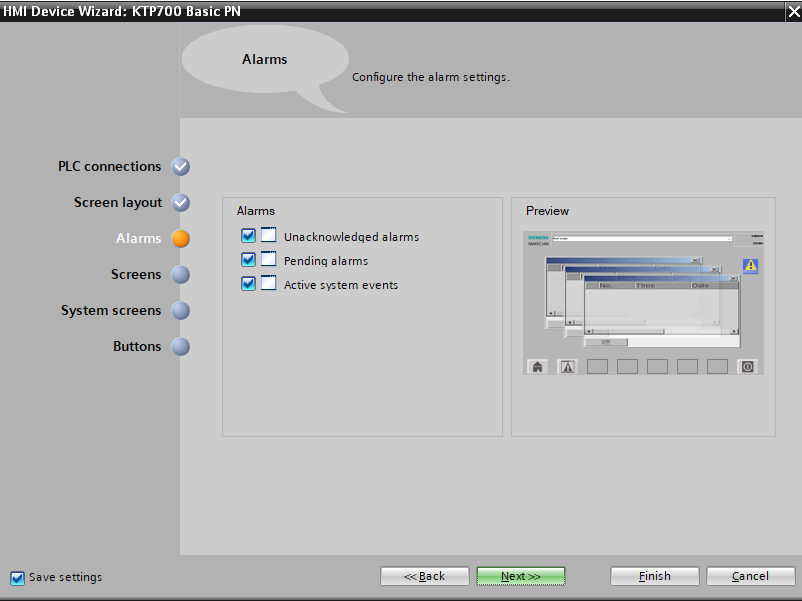 HMI Device Wizard: KTP700 Basic PN
Alarms
Configure the alarm settings.
PLC connections
Screen layout
Alarms
Screens
System screens
Buttons
Alarms
Unacknowledged alarms
Pending alarms
Active system events
Preview
SIEMENS
SIMATIC HMI
No.
Time
Date
Save settings
<< Back
Next >>
Finish
Cancel